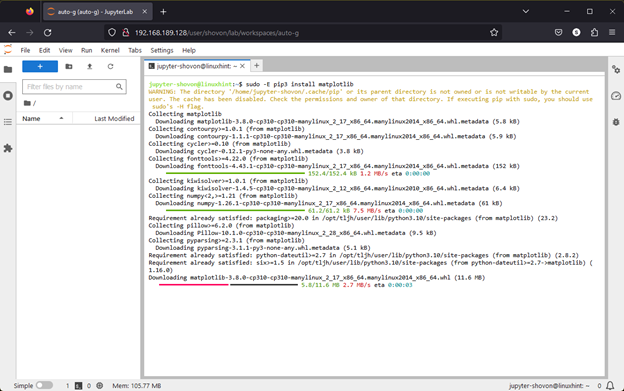 auto-g (auto-g) - JupyterLab
192.168.189.128/user/shovon/lab/workspaces/auto-g
File Edit View Run Kernel Tabs Settings Help
Filter files by name
/
Name Last Modified
jupyter-shovon@linuxhint: ~
jupyter-shovon@linuxhint:~$ sudo -E pip3 install matplotlib
WARNING: The directory '/home/jupyter-shovon/.cache/pip' or its parent directory is not owned or is not writable by the current
user. The cache has been disabled. Check the permissions and owner of that directory. If executing pip with sudo, you should use
sudo's -H flag.
Collecting matplotlib
Downloading matplotlib-3.8.0-cp310-cp310-manylinux_2_17_x86_64.manylinux2014_x86_64.whl.metadata (5.8 kB)
Collecting contourpy>=1.0.1 (from matplotlib)
Downloading contourpy-1.1.1-cp310-cp310-manylinux_2_17_x86_64.manylinux2014_x86_64.whl.metadata (5.9 kB)
Collecting cycler>=0.10 (from matplotlib)
Downloading cycler-0.12.1-py3-none-any.whl.metadata (3.8 kB)
Collecting fonttools>=4.22.0 (from matplotlib)
Downloading fonttools-4.43.1-cp310-cp310-manylinux_2_17_x86_64.manylinux2014_x86_64.whl.metadata (152 kB)
152.4/152.4 kB 1.2 MB/s eta 0:00:00
Collecting kiwisolver>=1.0.1 (from matplotlib)
Downloading kiwisolver-1.4.5-cp310-cp310-manylinux_2_12_x86_64.manylinux2010_x86_64.whl.metadata (6.4 kB)
Collecting numpy<2,>=1.21 (from matplotlib)
Downloading numpy-1.26.1-cp310-cp310-manylinux_2_17_x86_64.manylinux2014_x86_64.whl.metadata (61 kB)
61.2/61.2 kB 7.5 MB/s eta 0:00:00
Requirement already satisfied: packaging>=20.0 in /opt/tljh/user/lib/python3.10/site-packages (from matplotlib) (23.2)
Collecting pillow>=6.2.0 (from matplotlib)
Downloading Pillow-10.1.0-cp310-cp310-manylinux_2_28_x86_64.whl.metadata (9.5 kB)
Collecting pyparsing>=2.3.1 (from matplotlib)
Downloading pyparsing-3.1.1-py3-none-any.whl.metadata (5.1 kB)
Requirement already satisfied: python-dateutil>=2.7 in /opt/tljh/user/lib/python3.10/site-packages (from matplotlib) (2.8.2)
Requirement already satisfied: six>=1.5 in /opt/tljh/user/lib/python3.10/site-packages (from python-dateutil>=2.7->matplotlib) (
1.16.0)
Downloading matplotlib-3.8.0-cp310-cp310-manylinux_2_17_x86_64.manylinux2014_x86_64.whl (11.6 MB)
5.8/11.6 MB 2.7 MB/s eta 0:00:03
Simple 1 0 Mem: 105.77 MB jupyter-shovon@linuxhint: ~ 0